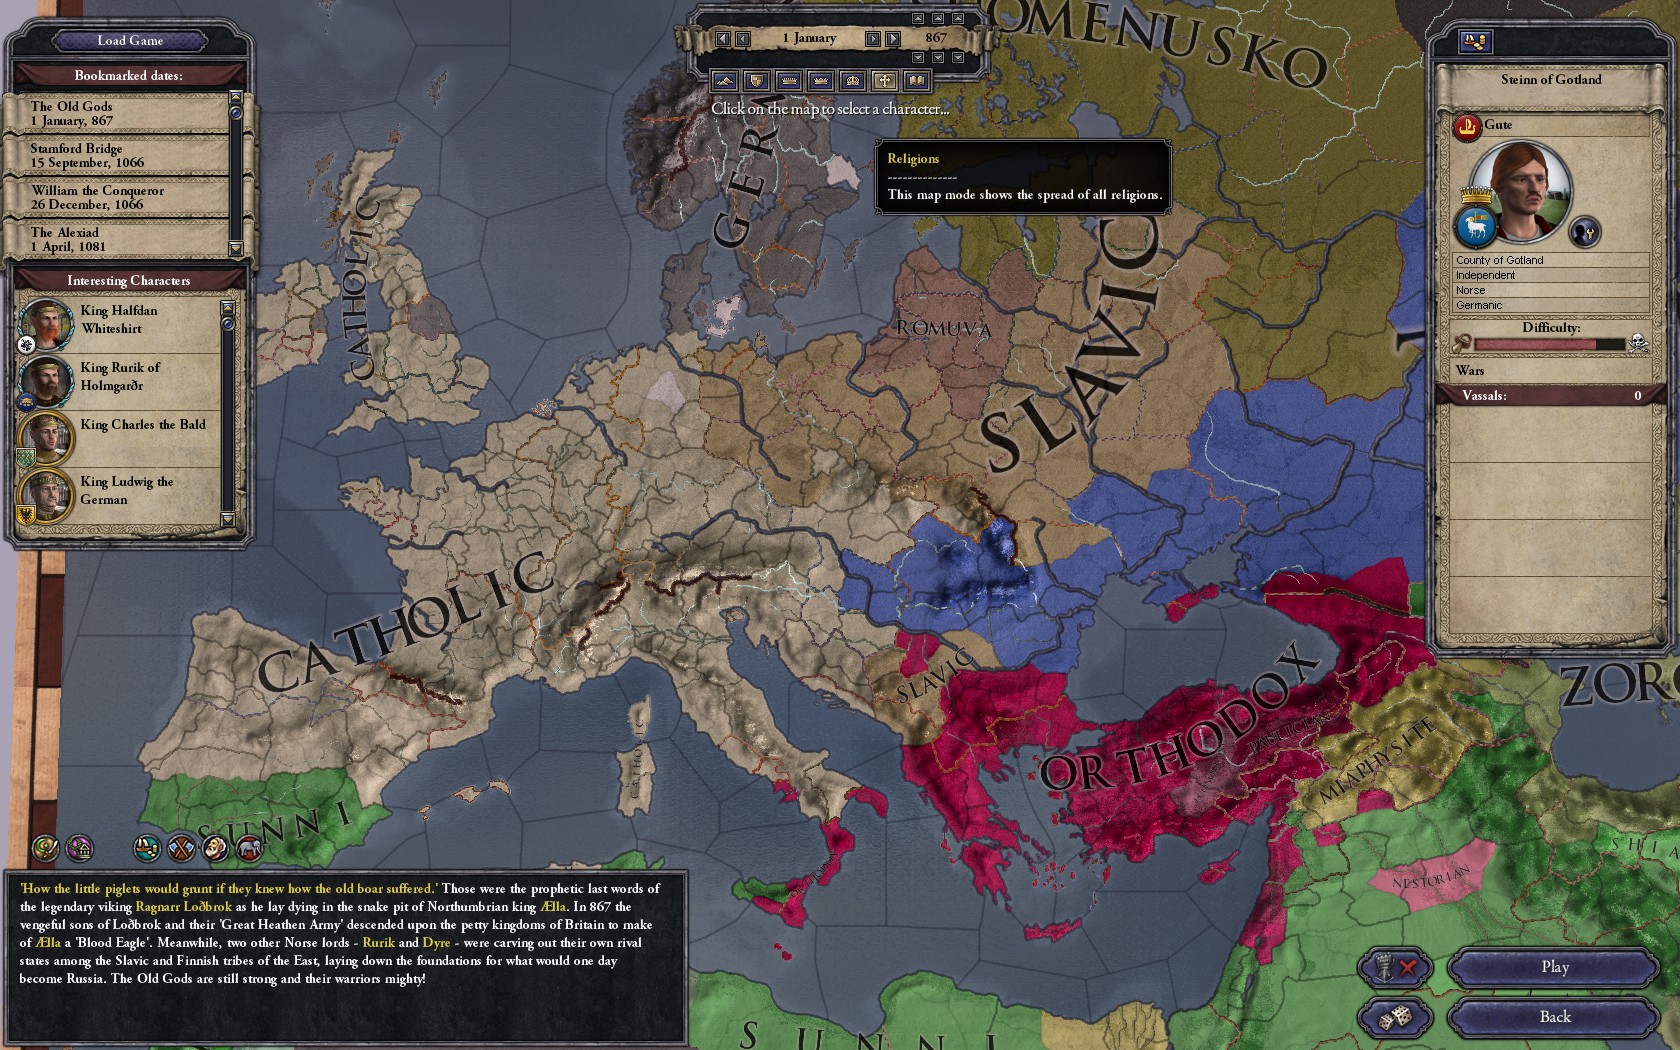 Load Game
Bookmarked dates:
The Old Gods
1 January, 867
Stamford Bridge
15 September, 1066
William the Conqueror
26 December, 1066
The Alexiad
1 April, 1081
Interesting Characters
King Halfdan
Whiteshirt
King Rurik of
Holmgarðr
King Charles the Bald
King Ludwig the
German
1 January
867
Click on the map to select a character...
Religions
--------------
This map mode shows the spread of all religions.
OMENUSKO
GERM
CATHOLIC
ROMUVA
SLAVIC
CATHOLIC
SLAVIC
CATHOLIC
ORTHODOX
PAULICIAN
MIAPHYSITE
ZORO
SUNNI
NESTORIAN
SHIA
SUNNI
Steinn of Gotland
Gute
County of Gotland
Independent
Norse
Germanic
Difficulty:
Wars
Vassals:
0
'How the little piglets would grunt if they knew how the old boar suffered.' Those were the prophetic last words of
the legendary viking Ragnarr Loðbrok as he lay dying in the snake pit of Northumbrian king Ælla. In 867 the
vengeful sons of Loðbrok and their 'Great Heathen Army' descended upon the petty kingdoms of Britain to make
of Ælla a 'Blood Eagle'. Meanwhile, two other Norse lords - Rurik and Dyre - were carving out their own rival
states among the Slavic and Finnish tribes of the East, laying down the foundations for what would one day
become Russia. The Old Gods are still strong and their warriors mighty!
Play
Back